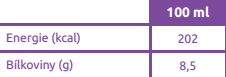 100 ml
Energie (kcal) 202
Bílkoviny (g) 8,5